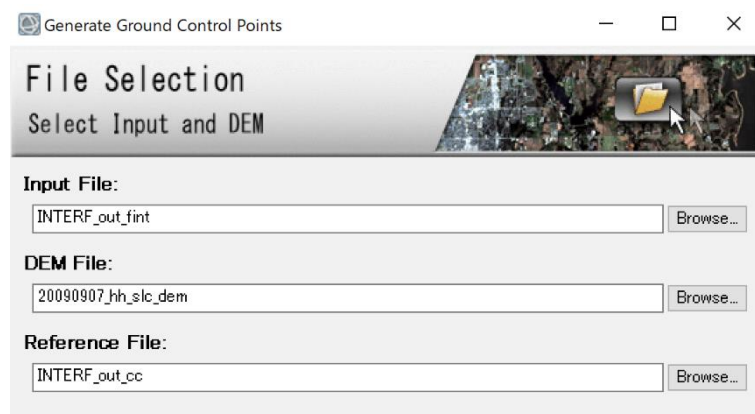 Generate Ground Control Points
File Selection
Select Input and DEM
Input File:
INTERF_out_fint
Browse...
DEM File:
20090907_hh_slc_dem
Browse...
Reference File:
INTERF_out_cc
Browse...